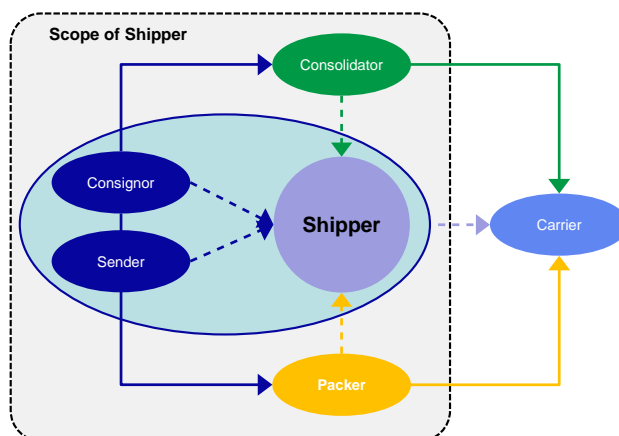 Scope of Shipper
Consolidator
Consignor
Shipper
Carrier
Sender
Packer